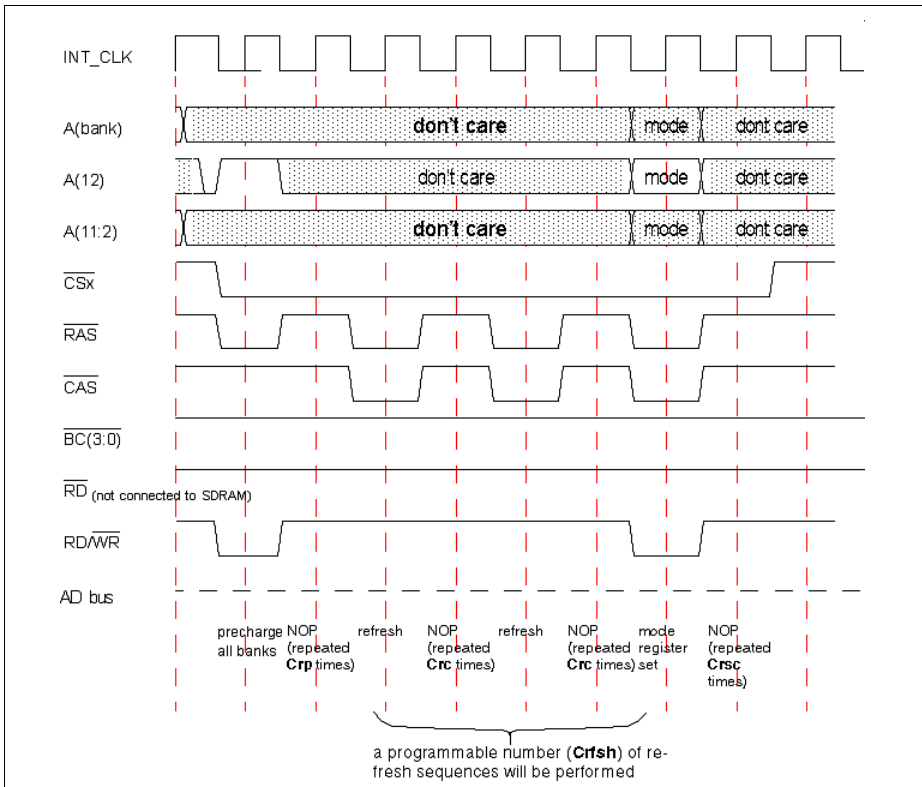 INT_CLK
A(bank) don't care mode dont care
A(12) don't care mode dont care
A(11:2) don't care mode dont care
CSx
RAS
CAS
BC(3:0)
RD (not connected to SDRAM)
RD/WR
AD bus
precharge
all banks
NOP
(repeated
Crp times)
refresh
NOP
(repeated
Crc times)
refresh
NOP
(repeated
Crc times)
mode
register
set
NOP
(repeated
Crsc
times)
a programmable number (Crfsh) of re-
fresh sequences will be performed